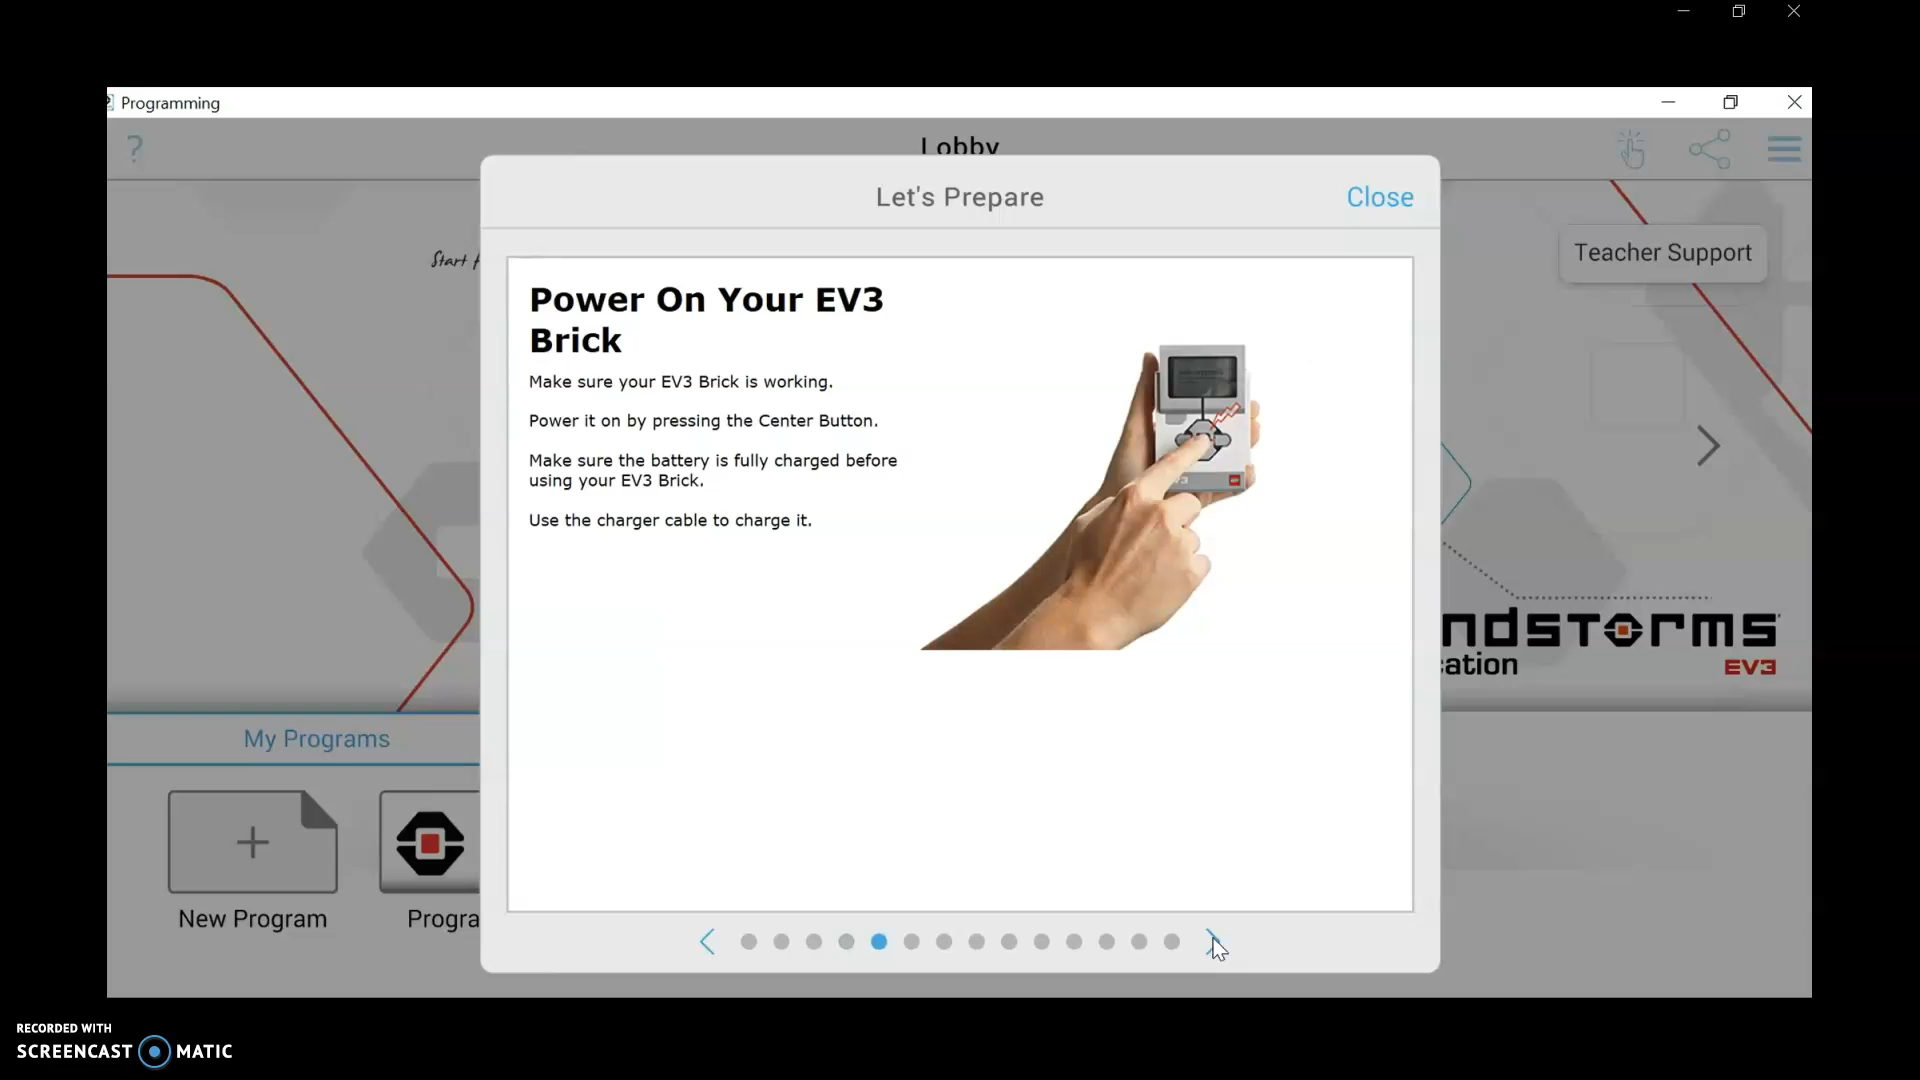 Programming
?
Lobby
Let's Prepare
Close
Start
Teacher Support
Power On Your EV3
Brick
Make sure your EV3 Brick is working.
Power it on by pressing the Center Button.
Make sure the battery is fully charged before
using your EV3 Brick.
Use the charger cable to charge it.
ndstorms
cation
EV3
My Programs
New Program
Progra
RECORDED WITH
SCREENCAST MATIC